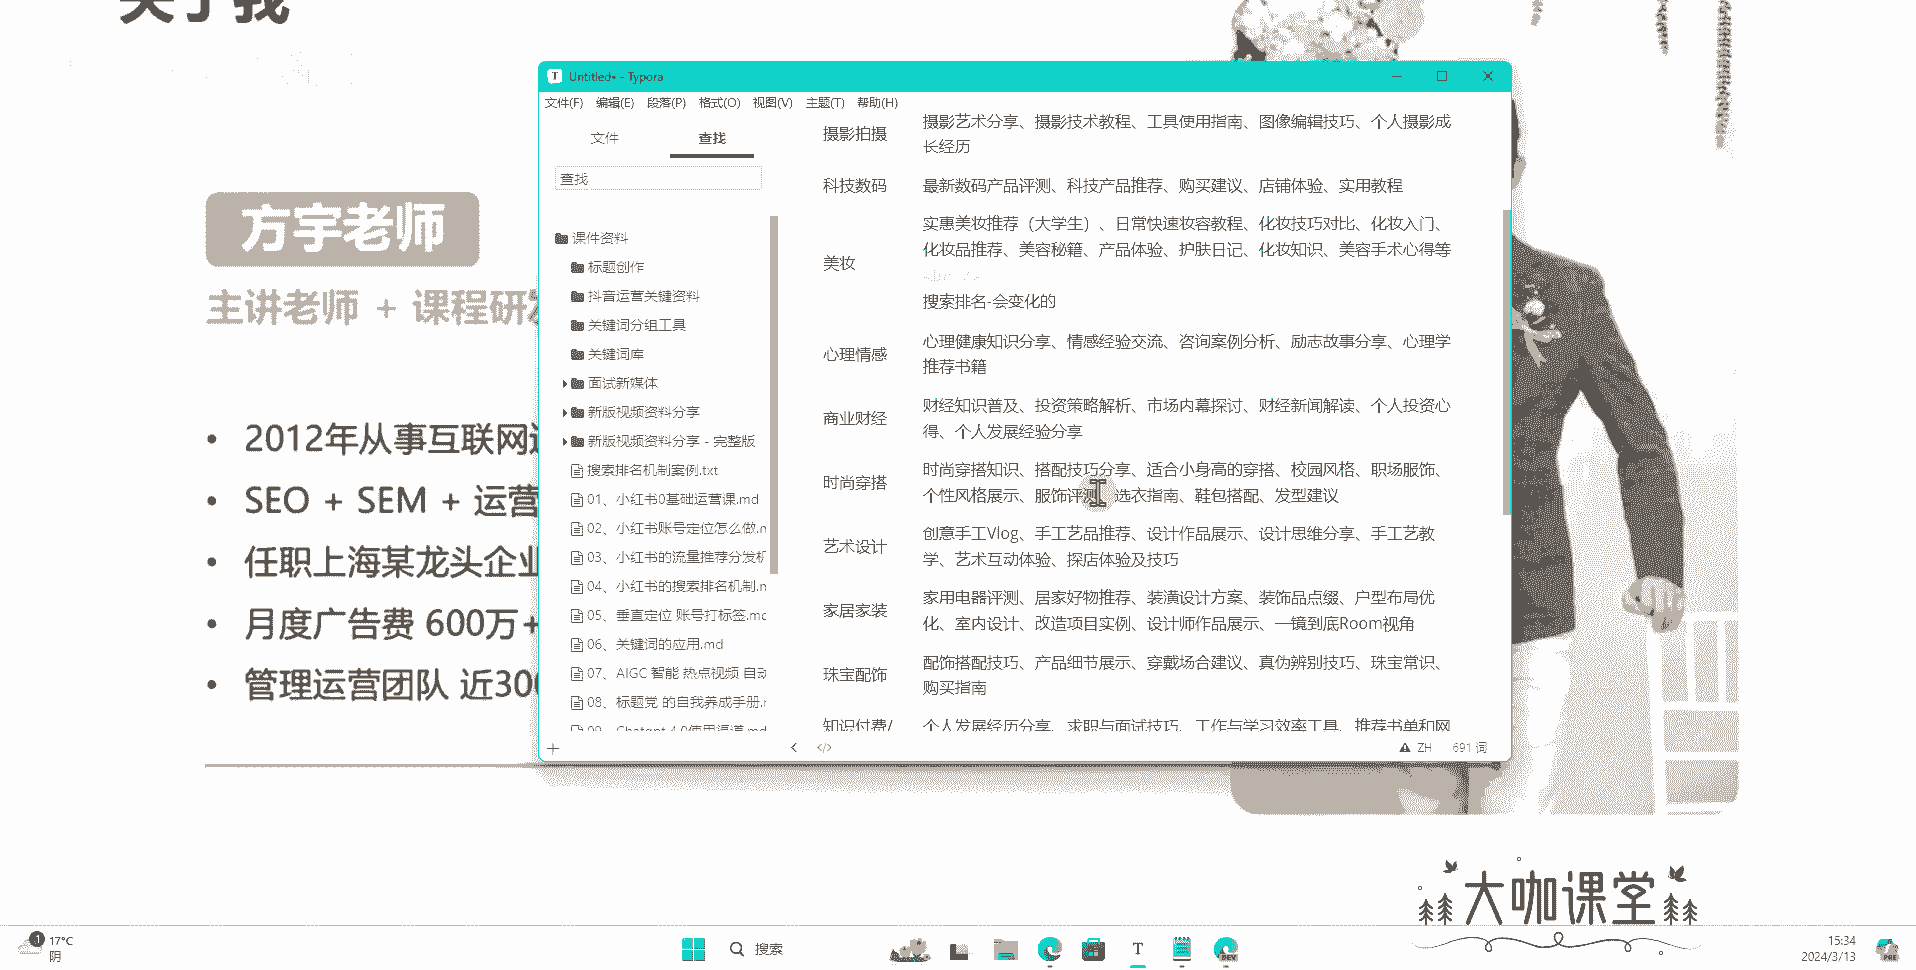 关于我
方宇老师
主讲老师 + 课程研
2012年从事互联网
SEO + SEM + 运营
任职上海某龙头企业
月度广告费 600万+
管理运营团队 近30
Untitled• - Typora
文件(F) 编辑(E) 段落(P) 格式(O) 视图(V) 主题(T) 帮助(H)
文件 查找
查找
课件资料
标题创作
抖音运营关键资料
关键词分组工具
关键词库
面试新媒体
新版视频资料分享
新版视频资料分享 - 完整版
搜索排名机制案例.txt
01、小红书0基础运营课.md
02、小红书账号定位怎么做.m
03、小红书的流量推荐分发机
04、小红书的搜索排名机制.m
05、垂直定位 账号打标签.md
06、关键词的应用.md
07、AIGC 智能 热点视频 自动
08、标题党 的自我养成手册.r
09、Chatgpt 4.0使用渠道.md
摄影拍摄
摄影艺术分享、摄影技术教程、工具使用指南、图像编辑技巧、个人摄影成
长经历
科技数码
最新数码产品评测、科技产品推荐、购买建议、店铺体验、实用教程
美妆
实惠美妆推荐（大学生）、日常快速妆容教程、化妆技巧对比、化妆入门、
化妆品推荐、美容秘籍、产品体验、护肤日记、化妆知识、美容手术心得等
搜索排名-会变化的
心理情感
心理健康知识分享、情感经验交流、咨询案例分析、励志故事分享、心理学
推荐书籍
商业财经
财经知识普及、投资策略解析、市场内幕探讨、财经新闻解读、个人投资心
得、个人发展经验分享
时尚穿搭
时尚穿搭知识、搭配技巧分享、适合小身高的穿搭、校园风格、职场服饰、
个性风格展示、服饰评测、选衣指南、鞋包搭配、发型建议
艺术设计
创意手工Vlog、手工艺品推荐、设计作品展示、设计思维分享、手工艺教
学、艺术互动体验、探店体验及技巧
家居家装
家用电器评测、居家好物推荐、装潢设计方案、装饰品点缀、户型布局优
化、室内设计、改造项目实例、设计师作品展示、一镜到底Room视角
珠宝配饰
配饰搭配技巧、产品细节展示、穿戴场合建议、真伪辨别技巧、珠宝常识、
购买指南
知识付费/
个人发展经历分享、求职与面试技巧、工作与学习效率工具、推荐书单和网
ZH 691 词
大咖课堂
1 17°C
阴
搜索
T
DEV
15:34
2024/3/13
PRE